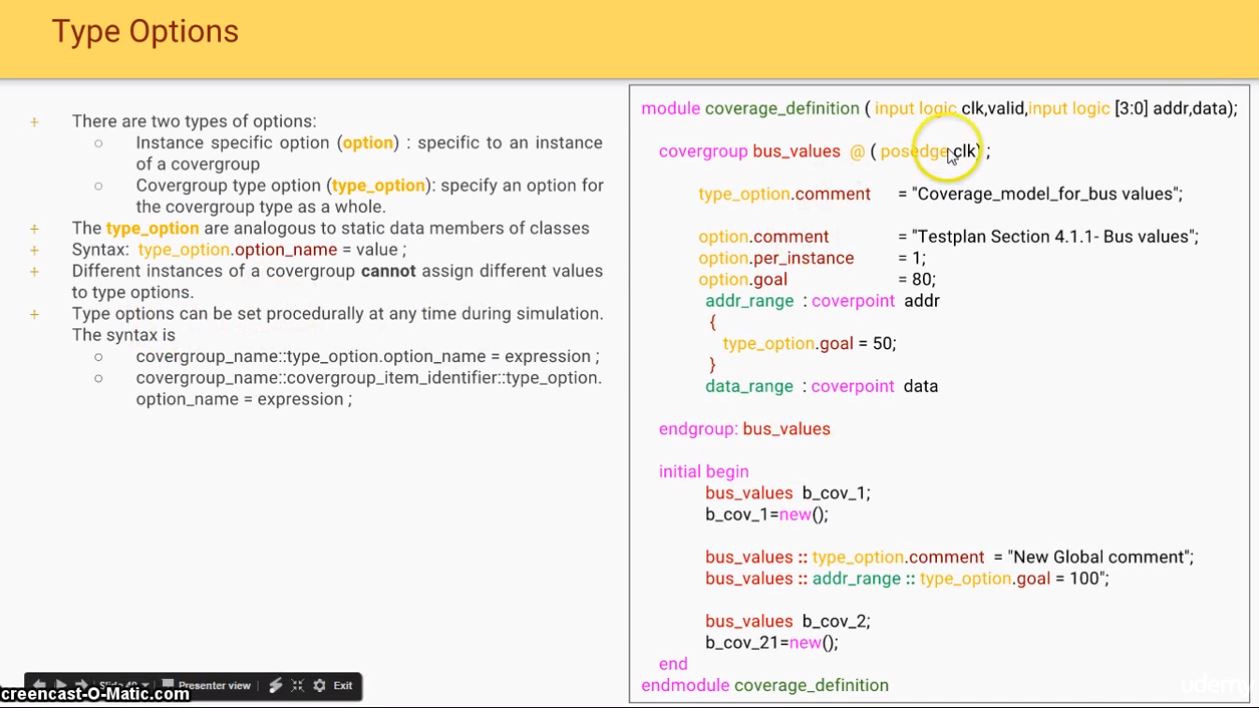 Type Options
+ There are two types of options:
○ Instance specific option (option) : specific to an instance
of a covergroup
○ Covergroup type option (type_option): specify an option for
the covergroup type as a whole.
+ The type_option are analogous to static data members of classes
+ Syntax: type_option.option_name = value ;
+ Different instances of a covergroup cannot assign different values
to type options.
+ Type options can be set procedurally at any time during simulation.
The syntax is
○ covergroup_name::type_option.option_name = expression ;
○ covergroup_name::covergroup_item_identifier::type_option.
option_name = expression ;
module coverage_definition ( input logic clk,valid,input logic [3:0] addr,data);
covergroup bus_values @ ( posedge clk) ;
type_option.comment = "Coverage_model_for_bus values";
option.comment = "Testplan Section 4.1.1- Bus values";
option.per_instance = 1;
option.goal = 80;
addr_range : coverpoint addr
{
type_option.goal = 50;
}
data_range : coverpoint data
endgroup: bus_values
initial begin
bus_values b_cov_1;
b_cov_1=new();
bus_values :: type_option.comment = "New Global comment";
bus_values :: addr_range :: type_option.goal = 100";
bus_values b_cov_2;
b_cov_21=new();
end
endmodule coverage_definition
Presenter view Exit
creencast-O-Matic.com
udemy